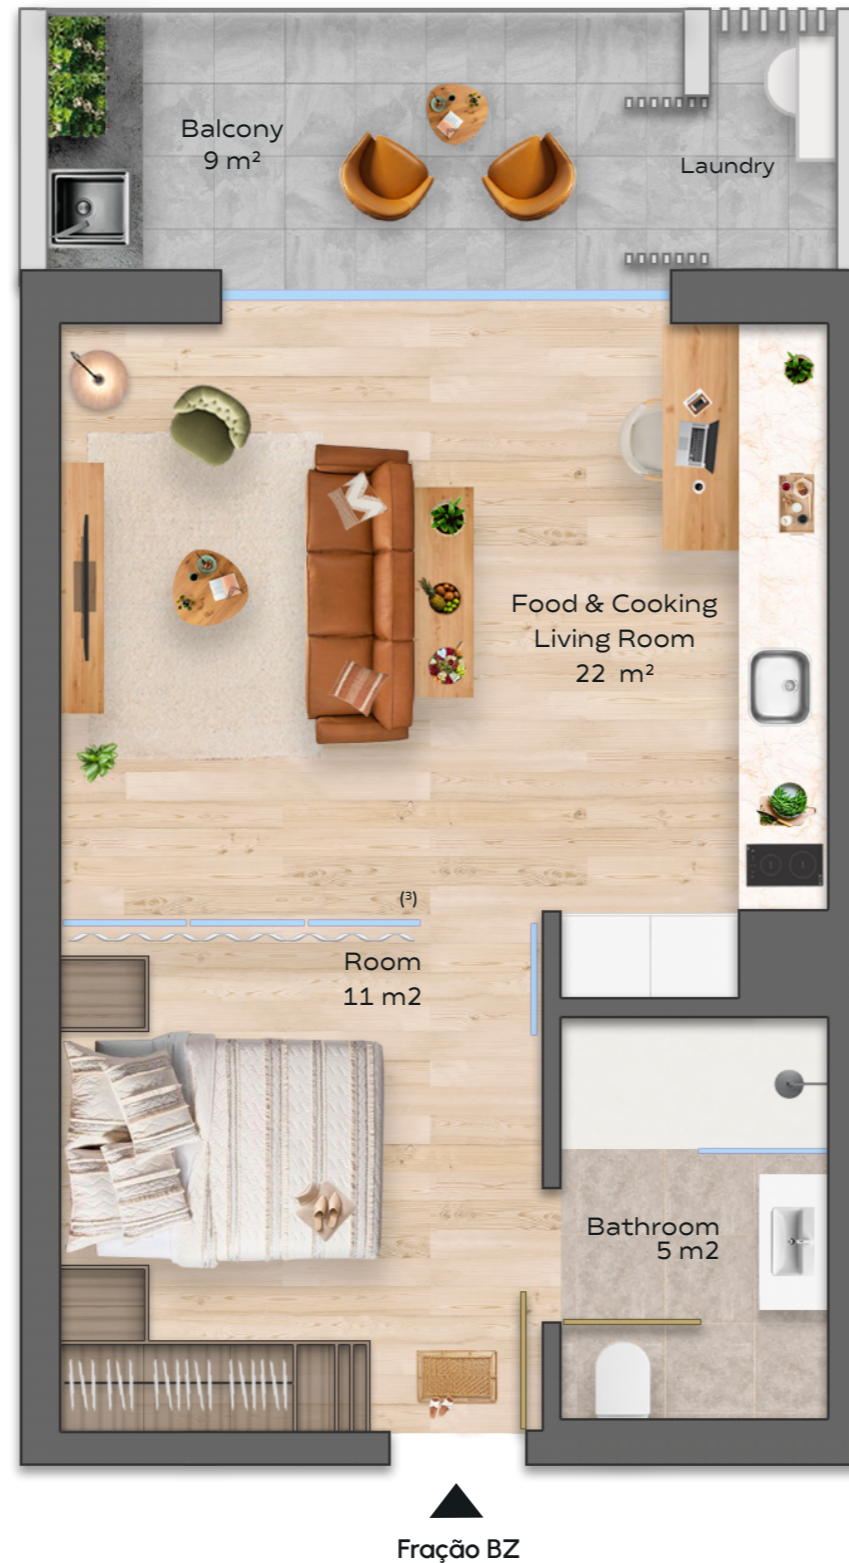 Balcony
9 m²
Laundry
Food & Cooking
Living Room
22 m²
(³)
Room
11 m2
Bathroom
5 m2
Fração BZ